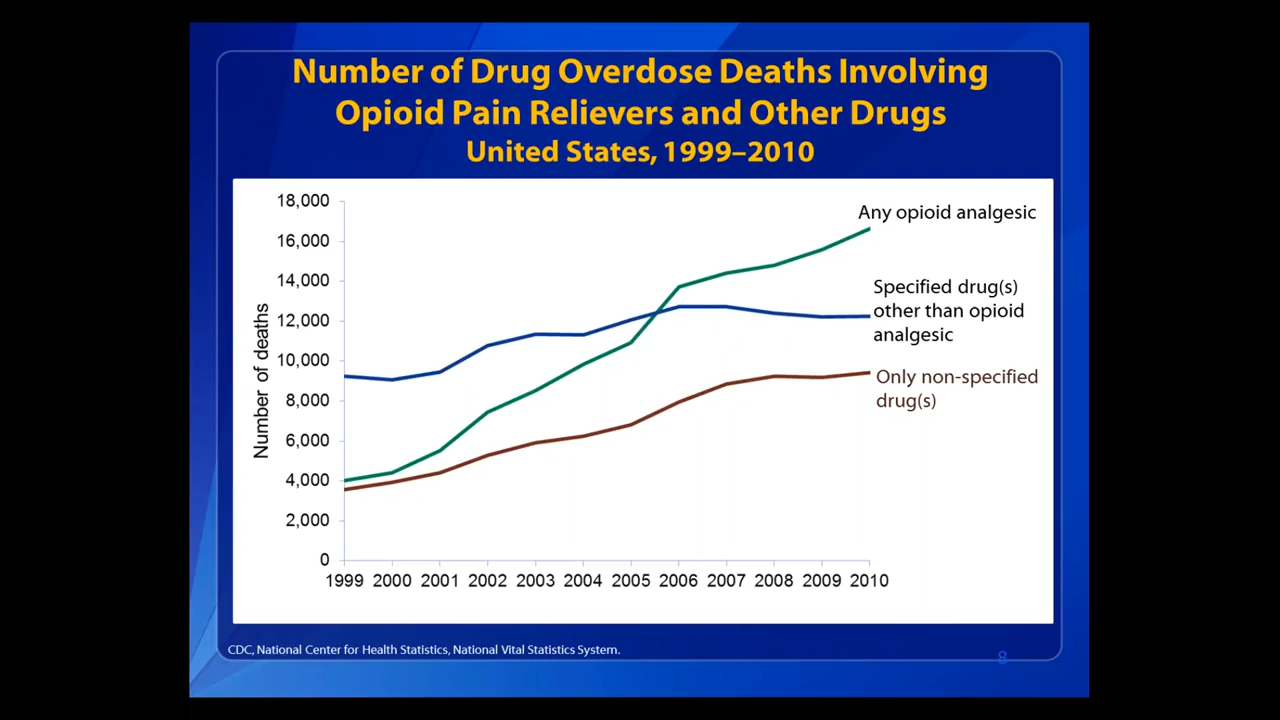 Number of Drug Overdose Deaths Involving
Opioid Pain Relievers and Other Drugs
United States, 1999–2010
Number of deaths
18,000
16,000
14,000
12,000
10,000
8,000
6,000
4,000
2,000
0
Any opioid analgesic
Specified drug(s)
other than opioid
analgesic
Only non-specified
drug(s)
1999 2000 2001 2002 2003 2004 2005 2006 2007 2008 2009 2010
CDC, National Center for Health Statistics, National Vital Statistics System.
8